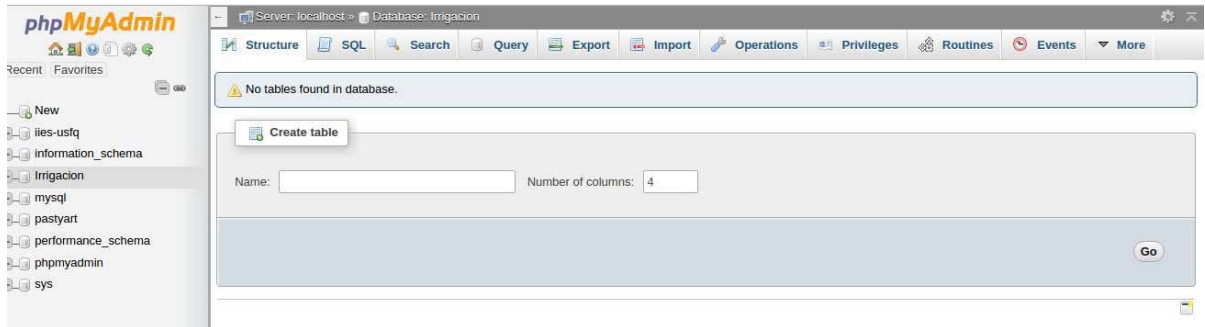 phpMyAdmin
Recent Favorites
New
iies-usfq
information_schema
Irrigacion
mysql
pastyart
performance_schema
phpmyadmin
sys
Server: localhost » Database: Irrigacion
Structure SQL Search Query Export Import Operations Privileges Routines Events More
No tables found in database.
Create table
Name: Number of columns: 4
Go